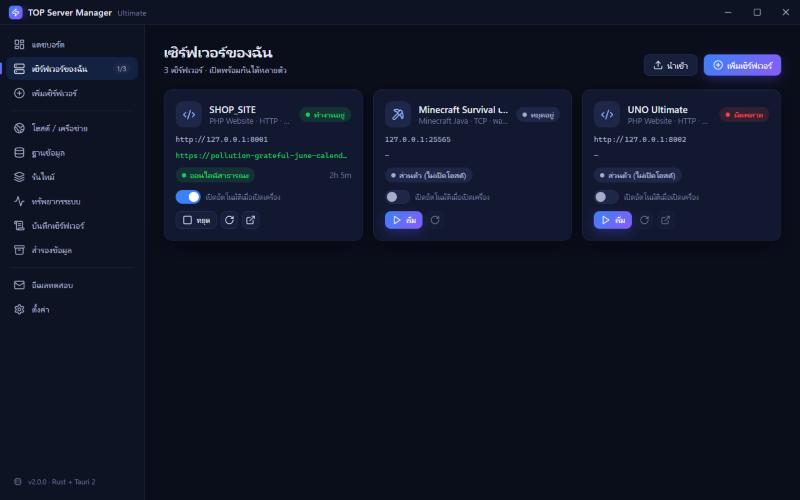 TOP Server Manager Ultimate
แดชบอร์ด
เซิร์ฟเวอร์ของฉัน 1/3
เพิ่มเซิร์ฟเวอร์
โฮสต์ / เครือข่าย
ฐานข้อมูล
รันไทม์
ทรัพยากรระบบ
บันทึกเซิร์ฟเวอร์
สำรองข้อมูล
อีเมลทดสอบ
ตั้งค่า
v2.0.0 · Rust + Tauri 2
เซิร์ฟเวอร์ของฉัน
3 เซิร์ฟเวอร์ · เปิดพร้อมกันได้หลายตัว
นำเข้า
เพิ่มเซิร์ฟเวอร์
SHOP_SITE
PHP Website · HTTP · ...
ทำงานอยู่
http://127.0.0.1:8001
https://pollution-grateful-june-calend…
ออนไลน์สาธารณะ
2h 5m
เปิดอัตโนมัติเมื่อเปิดเครื่อง
หยุด
Minecraft Survival เ...
Minecraft Java · TCP · พอ...
หยุดอยู่
127.0.0.1:25565
—
ส่วนตัว (ไม่เปิดโฮสต์)
เปิดอัตโนมัติเมื่อเปิดเครื่อง
เริ่ม
UNO Ultimate
PHP Website · HTTP · ...
ผิดพลาด
http://127.0.0.1:8002
—
ส่วนตัว (ไม่เปิดโฮสต์)
เปิดอัตโนมัติเมื่อเปิดเครื่อง
เริ่ม